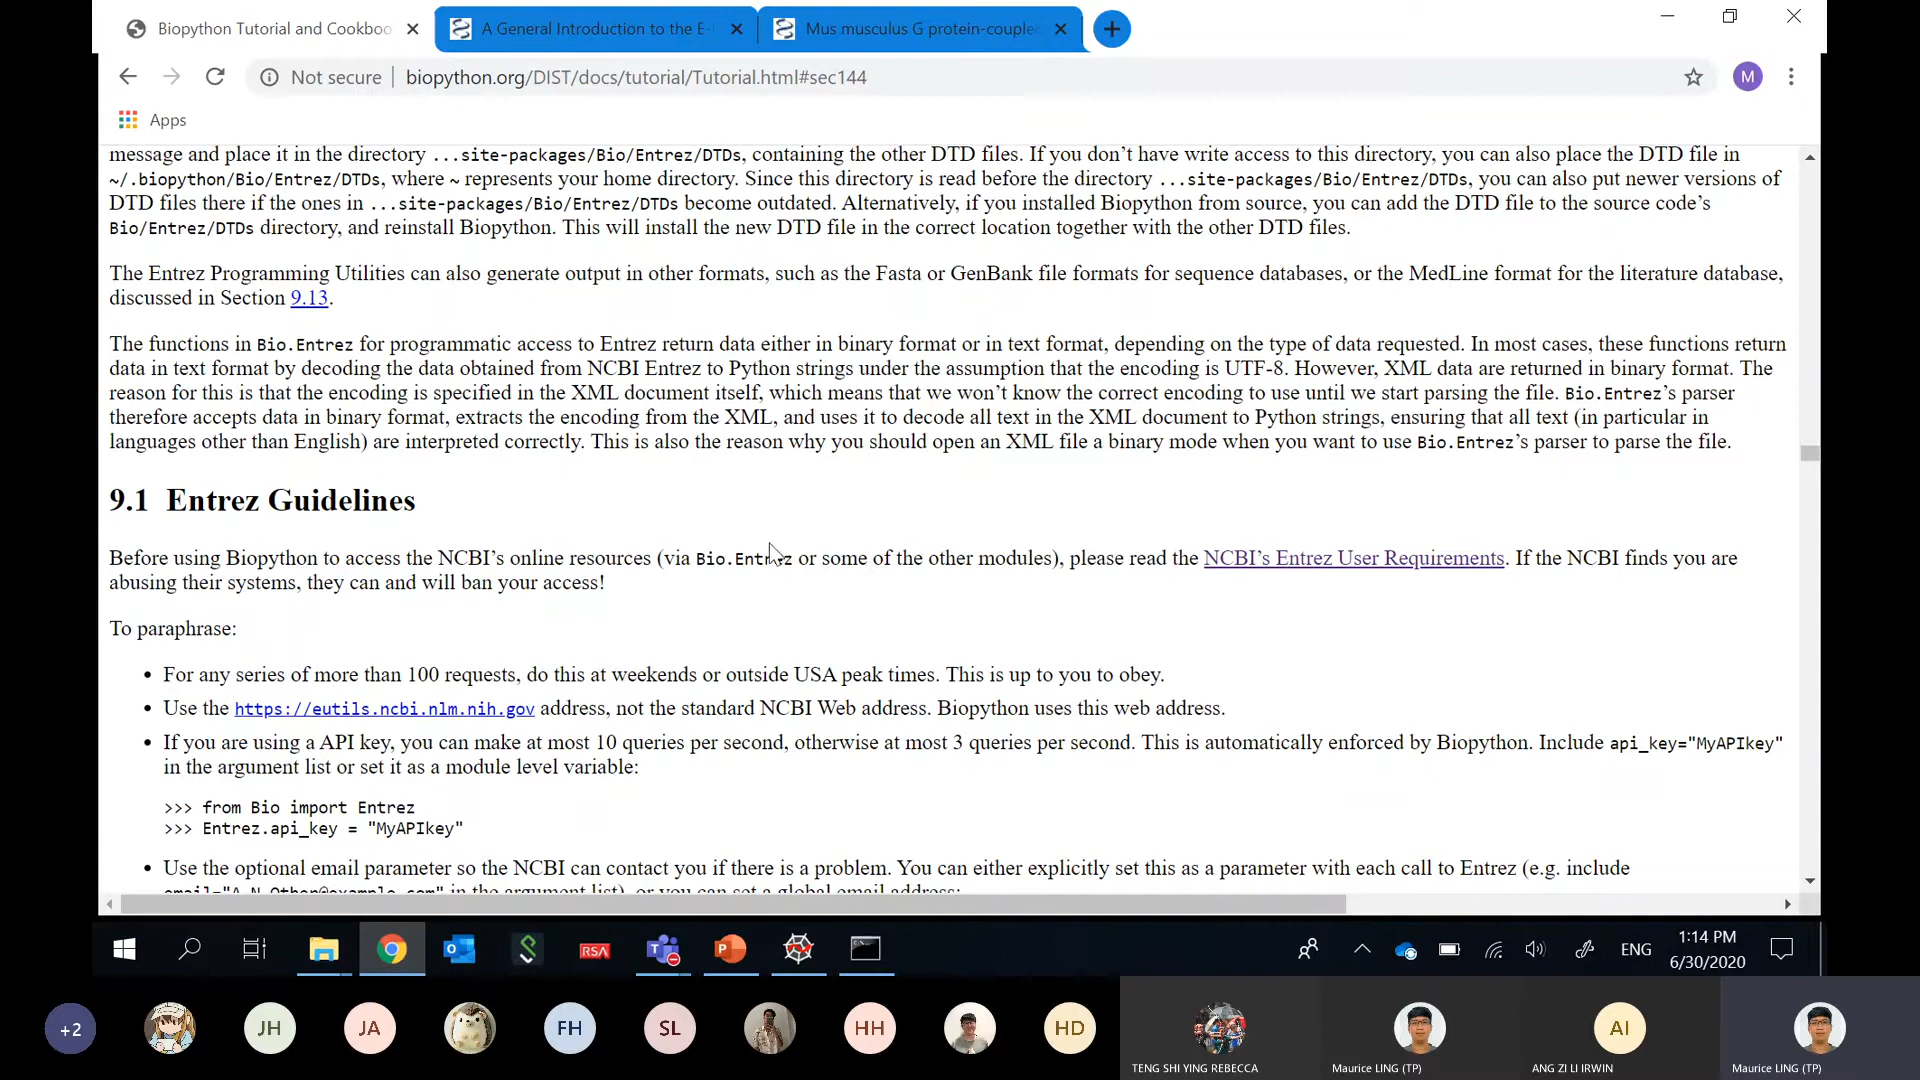 Biopython Tutorial and Cookboo
A General Introduction to the E-
Mus musculus G protein-couple
Not secure
biopython.org/DIST/docs/tutorial/Tutorial.html#sec144
M
Apps
message and place it in the directory ...site-packages/Bio/Entrez/DTDs, containing the other DTD files. If you don’t have write access to this directory, you can also place the DTD file in
~/.biopython/Bio/Entrez/DTDs, where ~ represents your home directory. Since this directory is read before the directory ...site-packages/Bio/Entrez/DTDs, you can also put newer versions of
DTD files there if the ones in ...site-packages/Bio/Entrez/DTDs become outdated. Alternatively, if you installed Biopython from source, you can add the DTD file to the source code’s
Bio/Entrez/DTDs directory, and reinstall Biopython. This will install the new DTD file in the correct location together with the other DTD files.
The Entrez Programming Utilities can also generate output in other formats, such as the Fasta or GenBank file formats for sequence databases, or the MedLine format for the literature database,
discussed in Section 9.13.
The functions in Bio.Entrez for programmatic access to Entrez return data either in binary format or in text format, depending on the type of data requested. In most cases, these functions return
data in text format by decoding the data obtained from NCBI Entrez to Python strings under the assumption that the encoding is UTF-8. However, XML data are returned in binary format. The
reason for this is that the encoding is specified in the XML document itself, which means that we won’t know the correct encoding to use until we start parsing the file. Bio.Entrez’s parser
therefore accepts data in binary format, extracts the encoding from the XML, and uses it to decode all text in the XML document to Python strings, ensuring that all text (in particular in
languages other than English) are interpreted correctly. This is also the reason why you should open an XML file a binary mode when you want to use Bio.Entrez’s parser to parse the file.
9.1 Entrez Guidelines
Before using Biopython to access the NCBI’s online resources (via Bio.Entrez or some of the other modules), please read the NCBI’s Entrez User Requirements. If the NCBI finds you are
abusing their systems, they can and will ban your access!
To paraphrase:
• For any series of more than 100 requests, do this at weekends or outside USA peak times. This is up to you to obey.
• Use the https://eutils.ncbi.nlm.nih.gov address, not the standard NCBI Web address. Biopython uses this web address.
• If you are using a API key, you can make at most 10 queries per second, otherwise at most 3 queries per second. This is automatically enforced by Biopython. Include api_key="MyAPIkey"
in the argument list or set it as a module level variable:
>>> from Bio import Entrez
>>> Entrez.api_key = "MyAPIkey"
• Use the optional email parameter so the NCBI can contact you if there is a problem. You can either explicitly set this as a parameter with each call to Entrez (e.g. include
email="A.N.Other@example.com" in the argument list), or you can set a global email address:
RSA
ENG
1:14 PM
6/30/2020
+2
JH
JA
FH
SL
HH
HD
AI
TENG SHI YING REBECCA
Maurice LING (TP)
ANG ZI LI IRWIN
Maurice LING (TP)